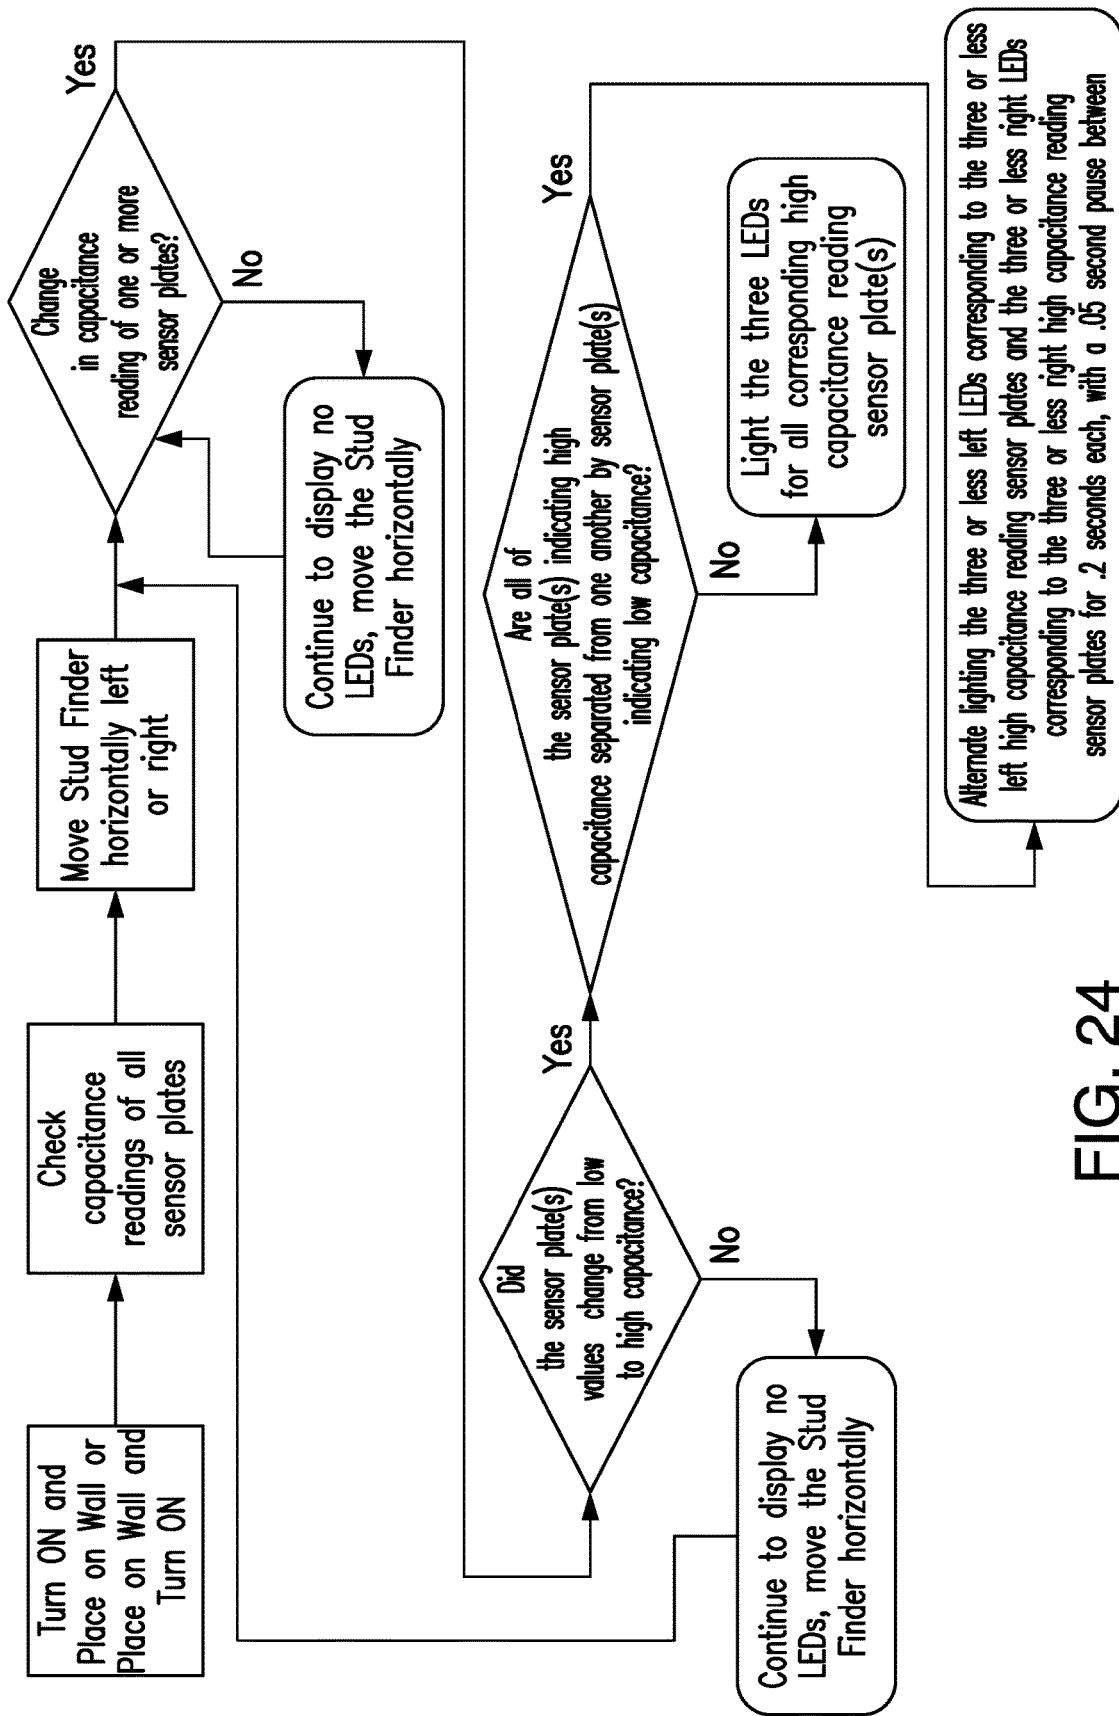 Turn ON and
Place on Wall or
Place on Wall and
Turn ON
Check
capacitance
readings of all
sensor plates
Move Stud Finder
horizontally left
or right
Change
in capacitance
reading of one or more
sensor plates?
Yes
No
Continue to display no
LEDs, move the Stud
Finder horizontally
Did
the sensor plate(s)
values change from low
to high capacitance?
Yes
No
Continue to display no
LEDs, move the Stud
Finder horizontally
Are all of
the sensor plate(s) indicating high
capacitance separated from one another by sensor plate(s)
indicating low capacitance?
Yes
No
Light the three LEDs
for all corresponding high
capacitance reading
sensor plate(s)
Alternate lighting the three or less left LEDs corresponding to the three or less
left high capacitance reading sensor plates and the three or less right LEDs
corresponding to the three or less right high capacitance reading
sensor plates for .2 seconds each, with a .05 second pause between
FIG. 24